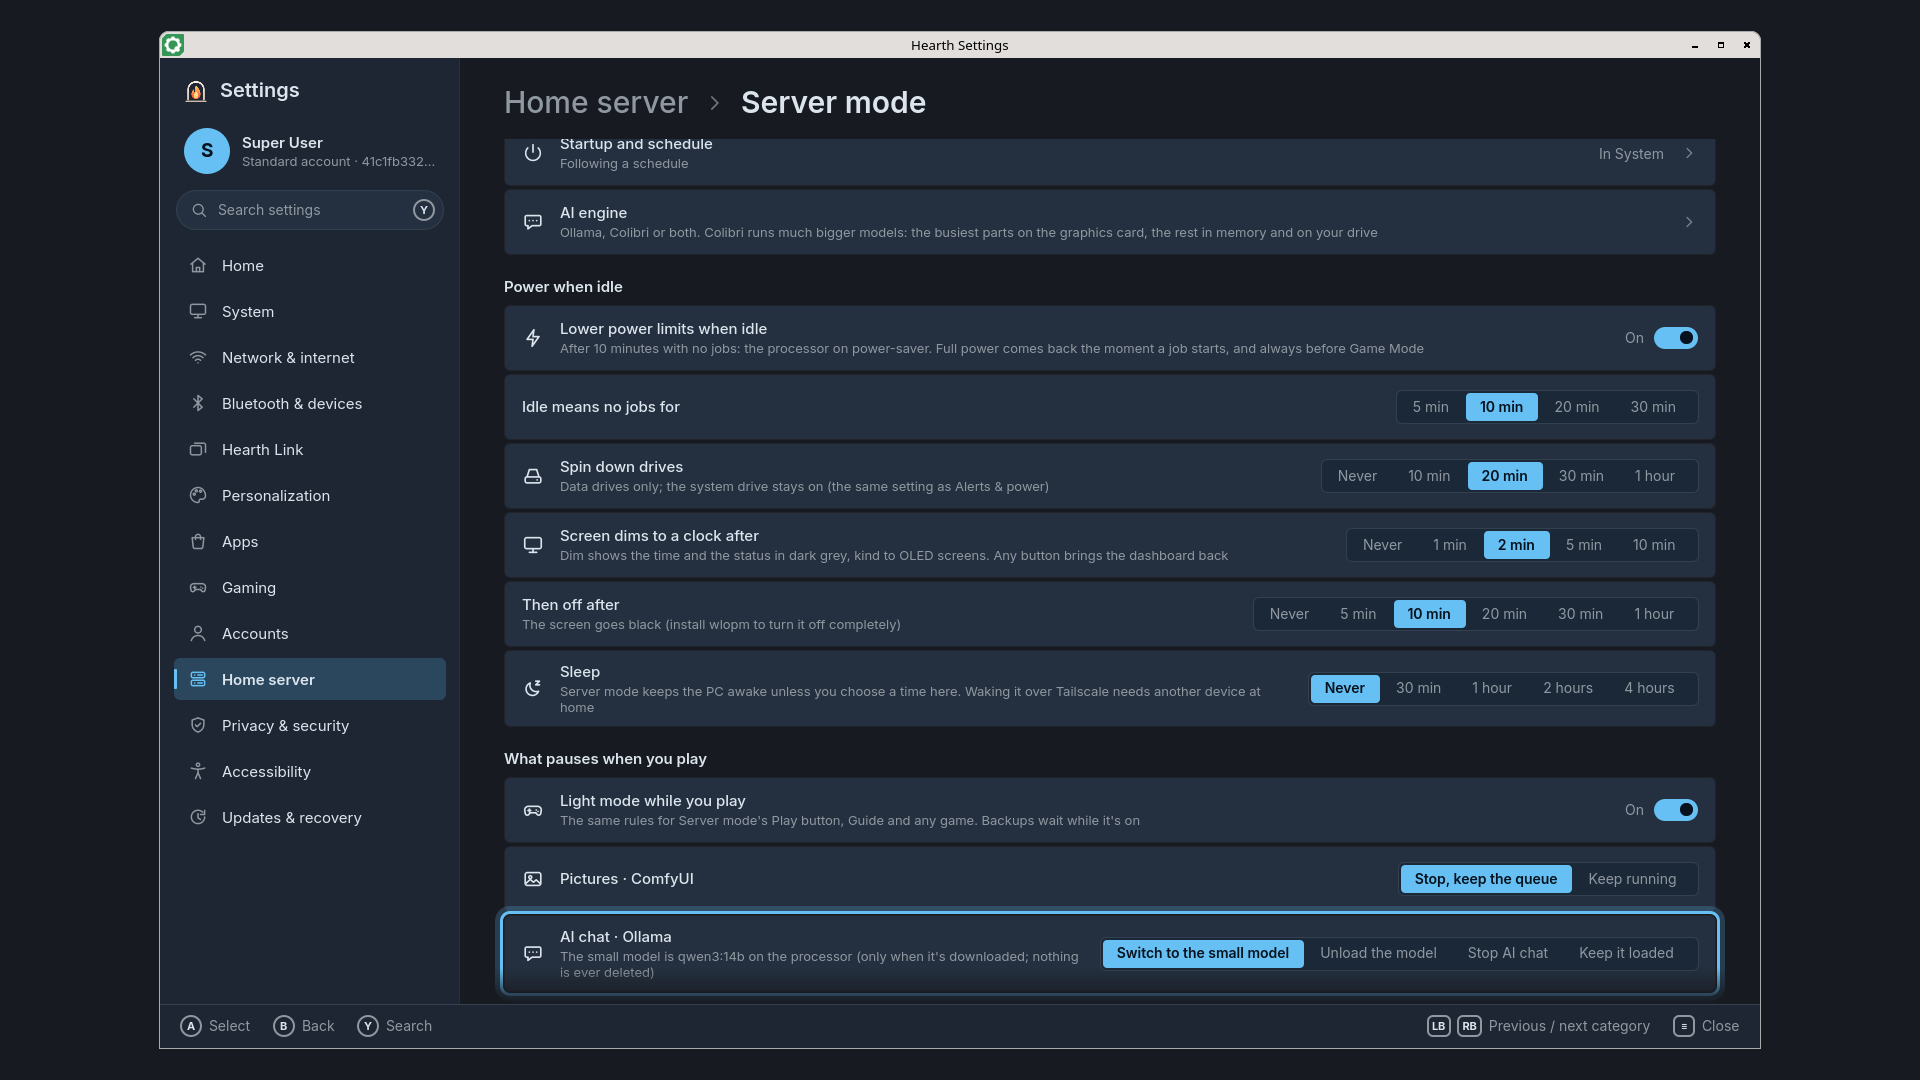 Hearth Settings
Settings
S
Super User
Standard account · 41c1fb332...
Search settings
Y
Home
System
Network & internet
Bluetooth & devices
Hearth Link
Personalization
Apps
Gaming
Accounts
Home server
Privacy & security
Accessibility
Updates & recovery
Home server
Server mode
Startup and schedule
Following a schedule
In System
AI engine
Ollama, Colibri or both. Colibri runs much bigger models: the busiest parts on the graphics card, the rest in memory and on your drive
Power when idle
Lower power limits when idle
After 10 minutes with no jobs: the processor on power-saver. Full power comes back the moment a job starts, and always before Game Mode
On
Idle means no jobs for
5 min 10 min 20 min 30 min
Spin down drives
Data drives only; the system drive stays on (the same setting as Alerts & power)
Never 10 min 20 min 30 min 1 hour
Screen dims to a clock after
Dim shows the time and the status in dark grey, kind to OLED screens. Any button brings the dashboard back
Never 1 min 2 min 5 min 10 min
Then off after
The screen goes black (install wlopm to turn it off completely)
Never 5 min 10 min 20 min 30 min 1 hour
Sleep
Server mode keeps the PC awake unless you choose a time here. Waking it over Tailscale needs another device at
home
Never 30 min 1 hour 2 hours 4 hours
What pauses when you play
Light mode while you play
The same rules for Server mode's Play button, Guide and any game. Backups wait while it's on
On
Pictures · ComfyUI
Stop, keep the queue Keep running
AI chat · Ollama
The small model is qwen3:14b on the processor (only when it's downloaded; nothing
is ever deleted)
Switch to the small model Unload the model Stop AI chat Keep it loaded
A Select B Back Y Search
LB RB Previous / next category Close